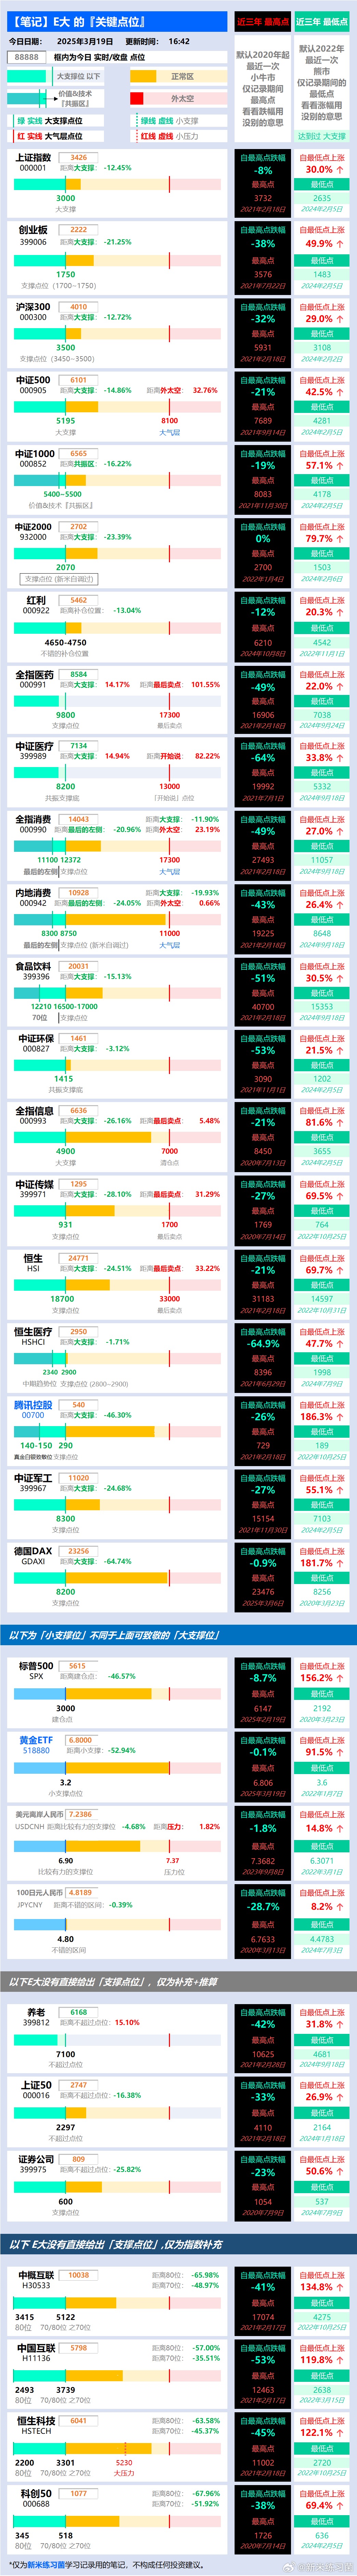 【笔记】E大 的『关键点位』
今日日期： 2025年3月19日 更新时间： 16:42
88888 框内为今日 实时/收盘 点位
大支撑位 以下 正常区
价值&技术『共振区』 外太空
绿 实线 大支撑点位 绿线 虚线 小支撑
红 实线 大气层点位 红线 虚线 小压力
近三年 最高点 近三年 最低点
默认2020年起
最近一次
小牛市
仅记录期间
最高点
看看跌幅用
没别的意思
默认2022年
最近一次
熊市
仅记录期间的
最低点
看看涨幅用
没别的意思
达到过 大支撑
上证指数 3426
000001 距离大支撑： -12.45%
3000
大支撑
自最高点跌幅 自最低点上涨
-8% 30.0% ↑
最高点 最低点
3732 2635
2021年2月18日 2024年2月5日
创业板 2222
399006 距离大支撑： -21.25%
1750
支撑点位（1700~1750）
自最高点跌幅 自最低点上涨
-38% 49.9% ↑
最高点 最低点
3576 1483
2021年7月22日 2024年2月5日
沪深300 4010
000300 距离大支撑： -12.72%
3500
支撑点位（3450~3500）
自最高点跌幅 自最低点上涨
-32% 29.0% ↑
最高点 最低点
5931 3108
2021年2月18日 2024年2月2日
中证500 6101
000905 距离大支撑： -14.86% 距离外太空： 32.76%
5195 8100
大支撑 大气层
自最高点跌幅 自最低点上涨
-21% 42.5% ↑
最高点 最低点
7689 4281
2021年9月14日 2024年2月5日
中证1000 6565
000852 距离共振区： -16.22%
5400~5500
价值&技术『共振区』
自最高点跌幅 自最低点上涨
-19% 57.1% ↑
最高点 最低点
8083 4178
2021年11月30日 2024年2月5日
中证2000 2702
932000 距离大支撑： -23.39%
2070
支撑点位 (新米自调过)
自最高点跌幅 自最低点上涨
0% 79.7% ↑
最高点 最低点
2700 1503
2022年1月4日 2024年2月6日
红利 5462
000922 距离补仓位置： -13.04%
4650-4750
不错的补仓位置
自最高点跌幅 自最低点上涨
-12% 20.3% ↑
最高点 最低点
6210 4542
2024年10月8日 2022年11月1日
全指医药 8584
000991 距离大支撑： 14.17% 距离最后卖点： 101.55%
9800 17300
支撑点位 最后卖点
自最高点跌幅 自最低点上涨
-49% 22.0% ↑
最高点 最低点
16906 7038
2021年2月18日 2024年9月24日
中证医疗 7134
399989 距离大支撑： 14.94% 距离开始说： 82.22%
8200 13000
共振支撑底 「开始说」点位
自最高点跌幅 自最低点上涨
-64% 33.8% ↑
最高点 最低点
19992 5332
2021年7月1日 2024年9月18日
全指消费 14043 距离大支撑： -11.90%
000990 距离最后的左侧： -20.96% 距离外太空： 23.19%
11100 12372 17300
最后的左侧 支撑点位 大气层
自最高点跌幅 自最低点上涨
-49% 27.0% ↑
最高点 最低点
27493 11057
2021年2月18日 2024年9月18日
内地消费 10928 距离大支撑： -19.93%
000942 距离最后的左侧： -24.05% 距离外太空： 0.66%
8300 8750 11000
最后的左侧 支撑点位 (新米自调过) 大气层
自最高点跌幅 自最低点上涨
-43% 26.4% ↑
最高点 最低点
19225 8648
2021年2月18日 2024年9月18日
食品饮料 20031
399396 距离大支撑： -15.13%
12210 16500-17000
70位 支撑点位
自最高点跌幅 自最低点上涨
-51% 30.5% ↑
最高点 最低点
40700 15353
2021年2月18日 2024年9月18日
中证环保 1461
000827 距离大支撑： -3.12%
1415
共振支撑底
自最高点跌幅 自最低点上涨
-53% 21.5% ↑
最高点 最低点
3090 1202
2021年11月1日 2024年2月5日
全指信息 6636
000993 距离大支撑： -26.16% 距离最后卖点： 5.48%
4900 7000
大支撑 清仓点
自最高点跌幅 自最低点上涨
-21% 81.6% ↑
最高点 最低点
8450 3655
2020年7月13日 2024年2月5日
中证传媒 1295
399971 距离大支撑： -28.10% 距离最后卖点： 31.29%
931 1700
支撑点位 最后卖点
自最高点跌幅 自最低点上涨
-27% 69.5% ↑
最高点 最低点
1769 764
2020年7月14日 2022年10月25日
恒生 24771
HSI 距离大支撑： -24.51% 距离最后卖点： 33.22%
18700 33000
支撑点位 最后卖点
自最高点跌幅 自最低点上涨
-21% 69.7% ↑
最高点 最低点
31183 14597
2021年2月18日 2022年10月31日
恒生医疗 2950
HSHCI 距离大支撑： -1.71%
2340 2900
中期趋势位 支撑点位 (2800~2900)
自最高点跌幅 自最低点上涨
-64.9% 47.7% ↑
最高点 最低点
8396 1998
2021年6月29日 2024年7月9日
腾讯控股 540
00700 距离大支撑： -46.30%
140-150 290
真金白银收敛位 支撑点位
自最高点跌幅 自最低点上涨
-26% 186.3% ↑
最高点 最低点
729 189
2021年2月18日 2022年10月25日
中证军工 11020
399967 距离大支撑： -24.68%
8300
支撑点位
自最高点跌幅 自最低点上涨
-27% 55.1% ↑
最高点 最低点
15154 7103
2021年11月30日 2024年2月5日
德国DAX 23256
GDAXI 距离大支撑： -64.74%
8200
支撑点位
自最高点跌幅 自最低点上涨
-0.9% 181.7% ↑
最高点 最低点
23476 8256
2025年3月6日 2020年3月23日
以下为「小支撑位」不同于上面可致敬的「大支撑位」
标普500 5615
SPX 距离建仓点： -46.57%
3000
建仓点
自最高点跌幅 自最低点上涨
-8.7% 156.2% ↑
最高点 最低点
6147 2192
2025年2月19日 2020年3月23日
黄金ETF 6.8000
518880 距离小支撑： -52.94%
3.2
小支撑点位
自最高点跌幅 自最低点上涨
-0.1% 91.5% ↑
最高点 最低点
6.806 3.6
2025年3月19日 2022年1月7日
美元离岸人民币 7.2386
USDCNH 距离比较有力的支撑位 -4.68% 距离压力： 1.82%
6.90 7.37
比较有力的支撑位 压力位
自最高点跌幅 自最低点上涨
-1.8% 14.8% ↑
最高点 最低点
7.3682 6.3071
2023年9月8日 2022年3月1日
100日元人民币 4.8189
JPYCNY 距离不错的区间： -0.39%
4.80
不错的区间
自最高点跌幅 自最低点上涨
-28.7% 8.2% ↑
最高点 最低点
6.7633 4.4783
2020年3月13日 2024年7月3日
以下E大没有直接给出「支撑点位」，仅为补充+推算
养老 6168
399812 距离不超过点位： 15.10%
7100
不超过点位
自最高点跌幅 自最低点上涨
-42% 31.8% ↑
最高点 最低点
10625 4681
2021年2月28日 2024年9月18日
上证50 2747
000016 距离不超过点位： -16.38%
2297
不超过点位
自最高点跌幅 自最低点上涨
-33% 26.9% ↑
最高点 最低点
4110 2164
2021年2月18日 2024年1月18日
证券公司 809
399975 距离不超过点位： -25.82%
600
支撑点位
自最高点跌幅 自最低点上涨
-23% 50.6% ↑
最高点 最低点
1054 537
2020年7月9日 2024年7月9日
以下 E大没有直接给出「支撑点位」,仅为指数补充
中概互联 10038 距离80位： -65.98%
H30533 距离70位： -48.97%
3415 5122
80位 70/80位 之70位
自最高点跌幅 自最低点上涨
-41% 134.8% ↑
最高点 最低点
17074 4275
2021年2月17日 2022年10月25日
中国互联 5798 距离80位： -57.00%
H11136 距离70位： -35.51%
2493 3739
80位 70/80位 之70位
自最高点跌幅 自最低点上涨
-53% 119.8% ↑
最高点 最低点
12463 2638
2021年2月17日 2022年3月15日
恒生科技 6041 距离80位： -63.58%
HSTECH 距离70位： -45.37%
2200 3301 5230
80位 70/80位 之70位 大压力
自最高点跌幅 自最低点上涨
-45% 122.1% ↑
最高点 最低点
11002 2720
2021年2月18日 2022年10月25日
科创50 1077 距离80位： -67.96%
000688 距离70位： -51.92%
345 518
80位 70/80位 之70位
自最高点跌幅 自最低点上涨
-38% 69.4% ↑
最高点 最低点
1726 636
2020年7月14日 2024年2月5日
*仅为新米练习菌学习记录用的笔记，不构成任何投资建议。